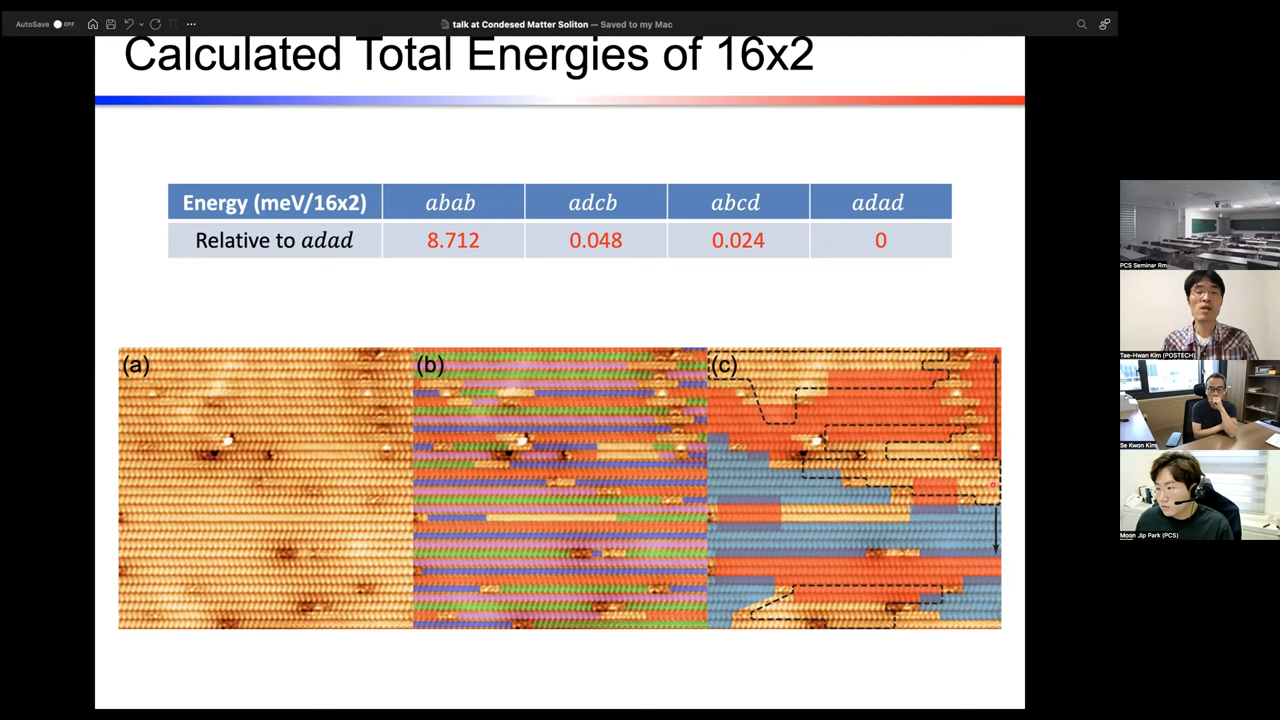 AutoSave OFF
talk at Condesed Matter Soliton — Saved to my Mac
Calculated Total Energies of 16x2
Energy (meV/16x2) abab adcb abcd adad
Relative to adad 8.712 0.048 0.024 0
(a) (b) (c)
PCS Seminar Rm
Tae-Hwan Kim (POSTECH)
Se Kwon Kim
Moon Jip Park (PCS)